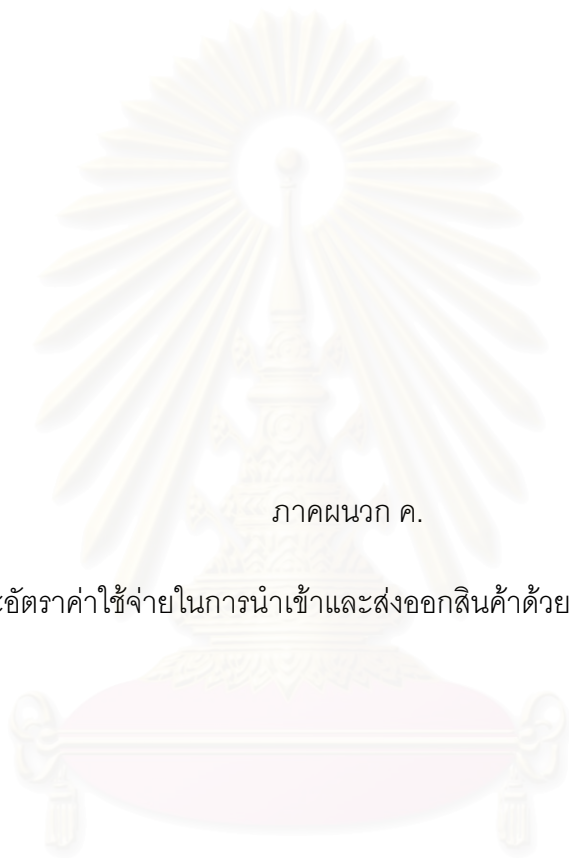 ภาคผนวก ค.
ะอัตราค่าใช้จ่ายในการนำเข้าและส่งออกสินค้าด้วย